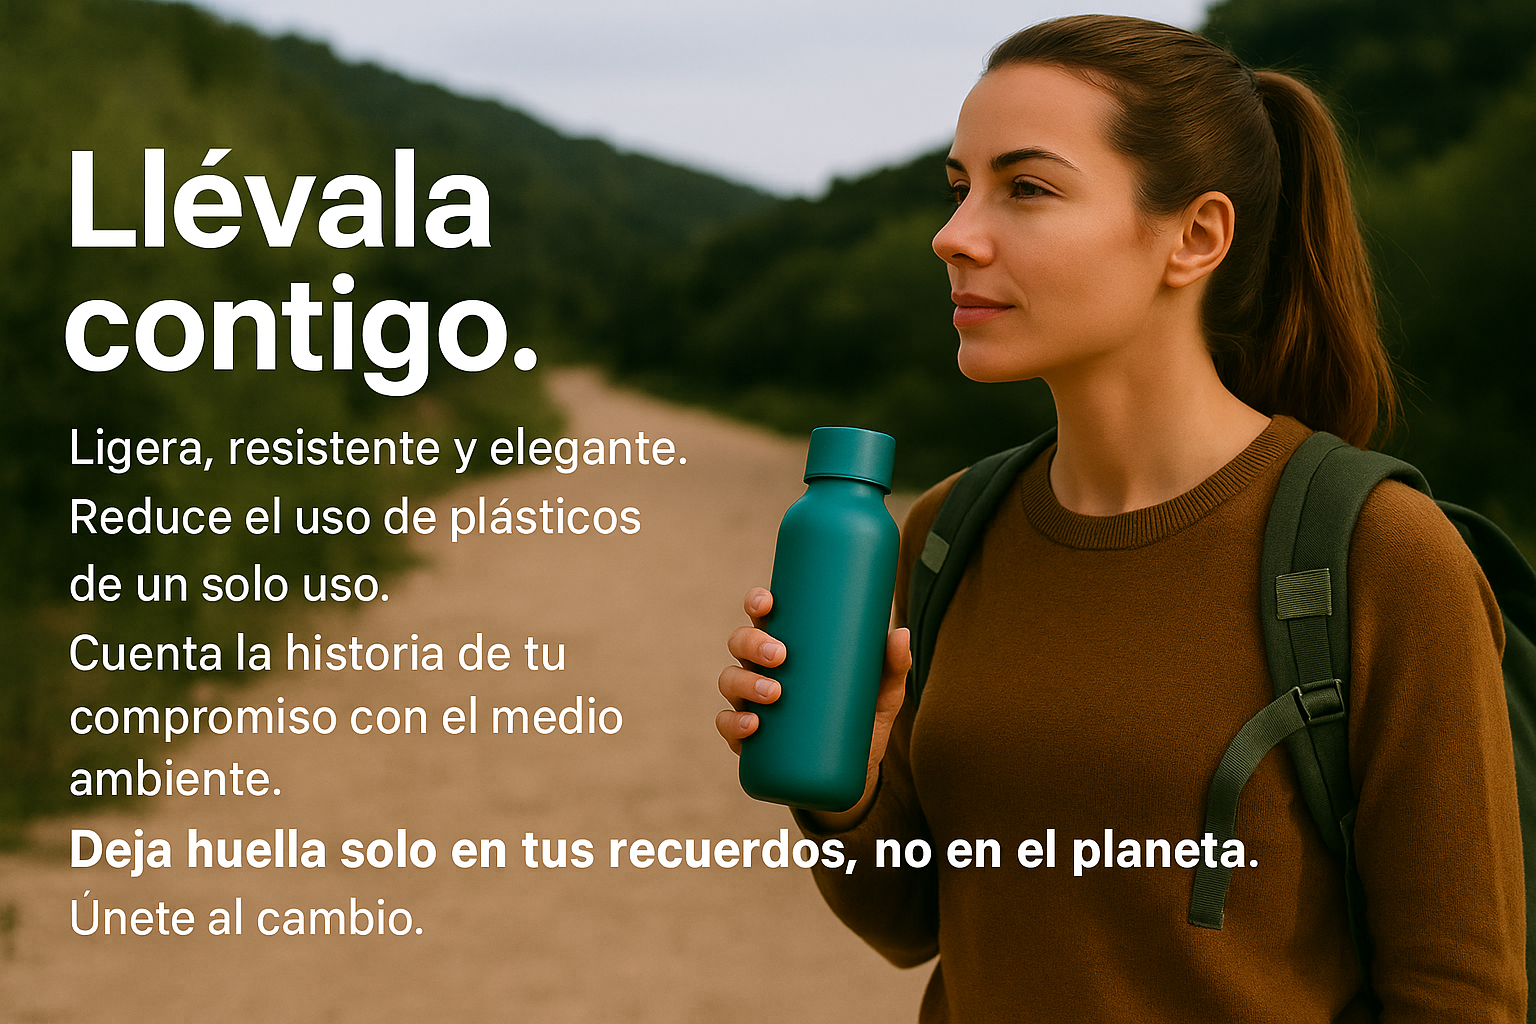 Llévala
contigo.
Ligera, resistente y elegante.
Reduce el uso de plásticos
de un solo uso.
Cuenta la historia de tu
compromiso con el medio
ambiente.
Deja huella solo en tus recuerdos, no en el planeta.
Únete al cambio.